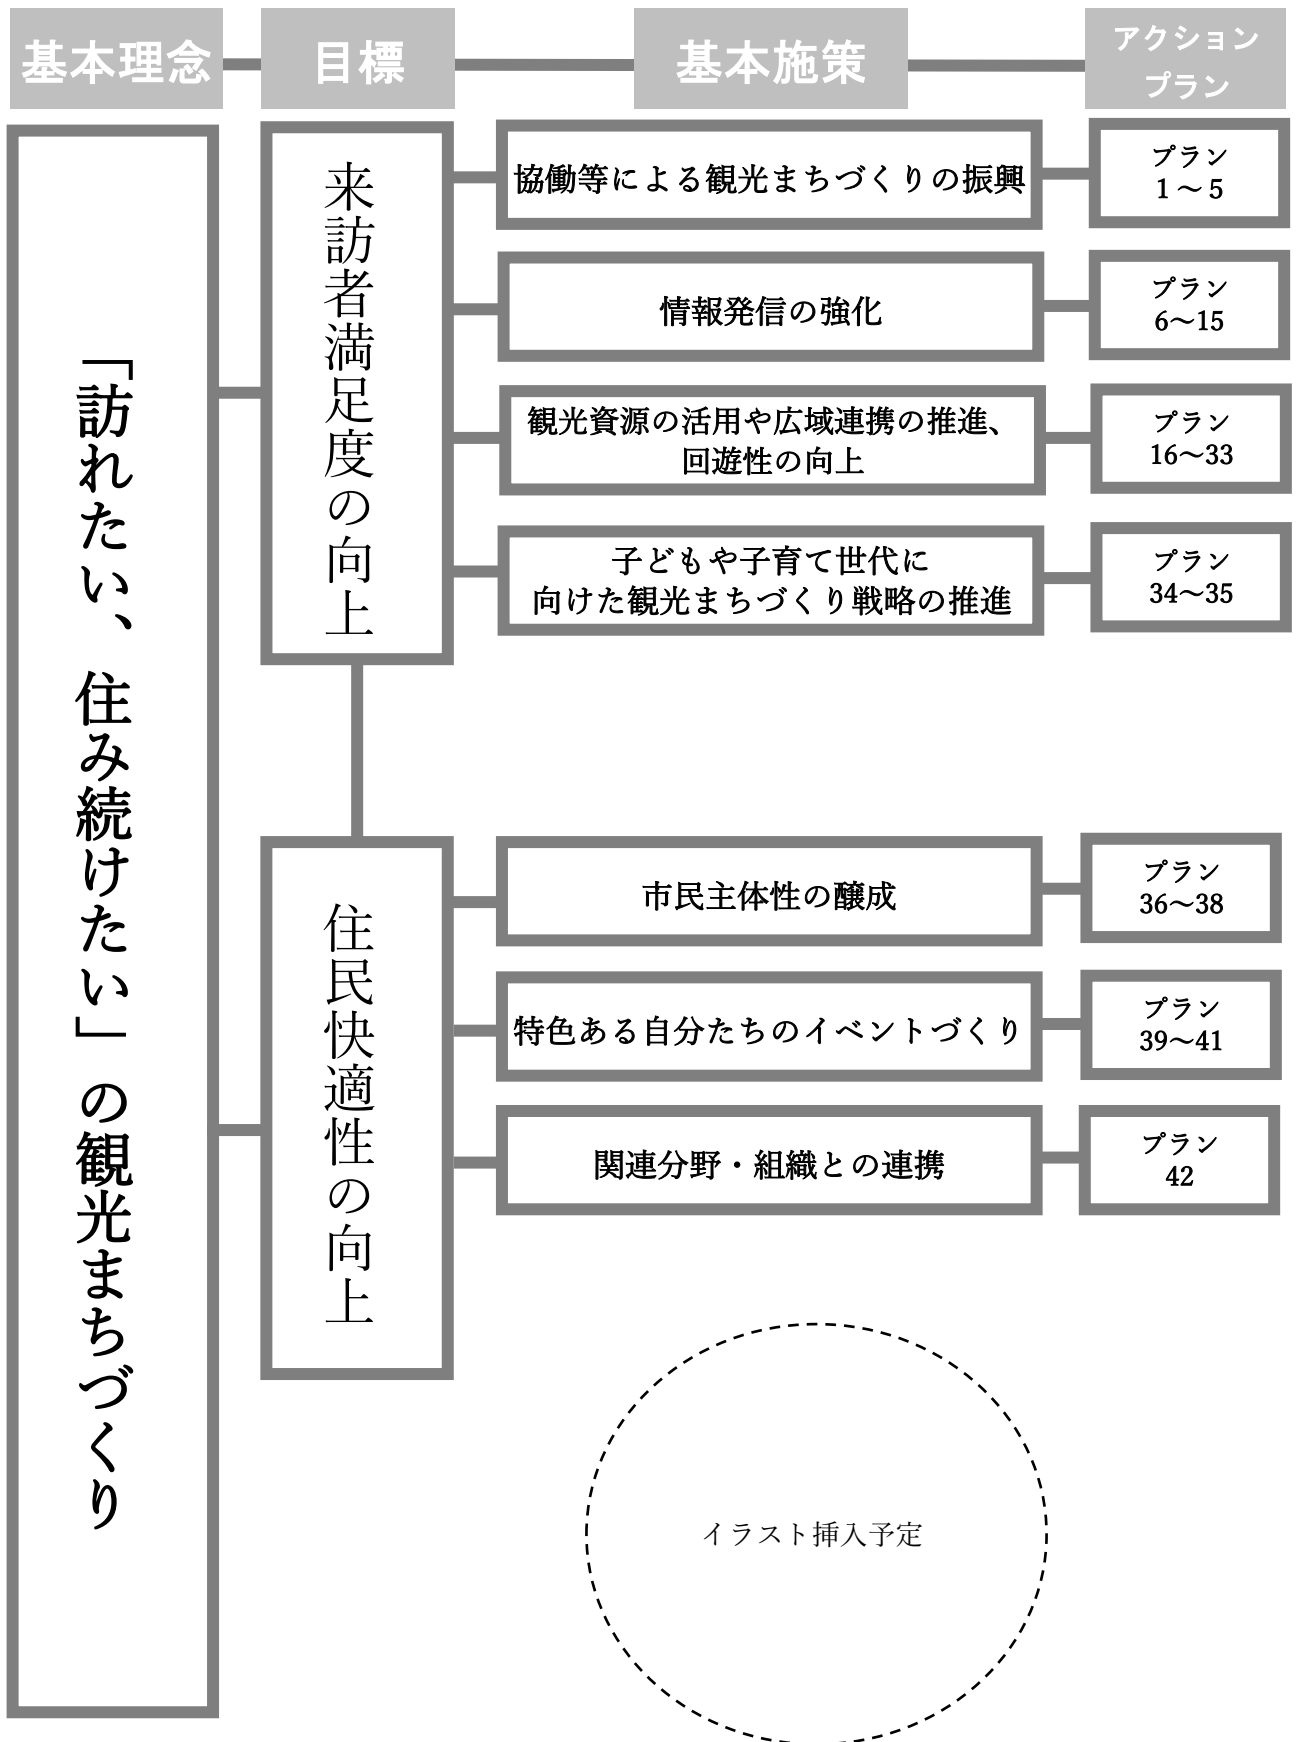 基本理念
目標
基本施策
アクション
プラン
「訪れたい、住み続けたい」の観光まちづくり
来訪者満足度の向上
協働等による観光まちづくりの振興
プラン
1～5
情報発信の強化
プラン
6～15
観光資源の活用や広域連携の推進、
回遊性の向上
プラン
16～33
子どもや子育て世代に
向けた観光まちづくり戦略の推進
プラン
34～35
住民快適性の向上
市民主体性の醸成
プラン
36～38
特色ある自分たちのイベントづくり
プラン
39～41
関連分野・組織との連携
プラン
42
イラスト挿入予定